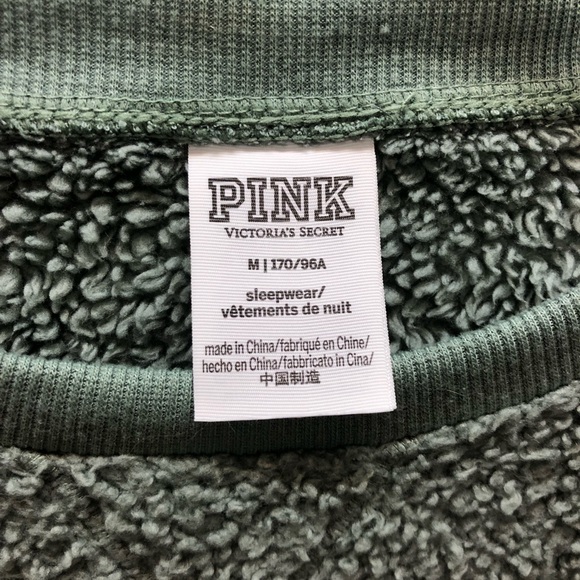 PINK
VICTORIA'S SECRET
M | 170/96A
sleepwear/
vêtements de nuit
made in China/fabriqué en Chine/
hecho en China/fabbricato in Cina/
中国制造